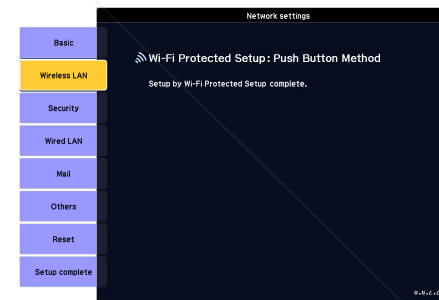 Network settings
Basic
Wireless LAN
Security
Wired LAN
Mail
Others
Reset
Setup complete
Wi-Fi Protected Setup: Push Button Method
Setup by Wi-Fi Protected Setup complete.